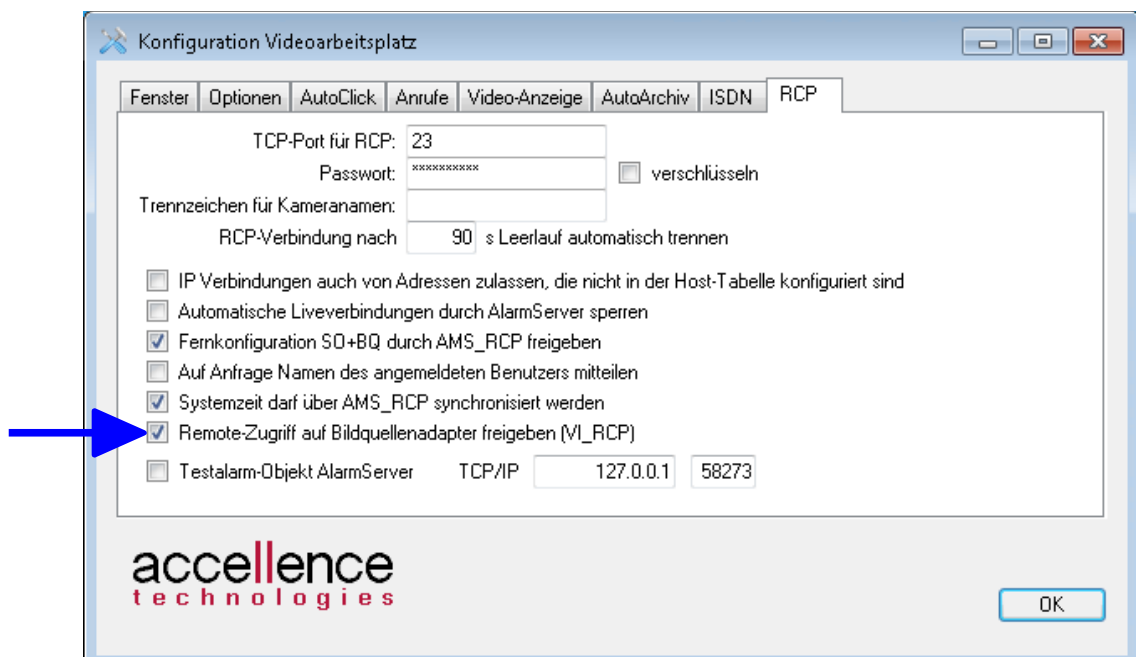 Konfiguration Videoarbeitsplatz
Fenster Optionen AutoClick Anrufe Video-Anzeige AutoArchiv ISDN RCP
TCP-Port für RCP: 23
Passwort: ********** verschlüsseln
Trennzeichen für Kameranamen:
RCP-Verbindung nach 90 s Leerlauf automatisch trennen
IP Verbindungen auch von Adressen zulassen, die nicht in der Host-Tabelle konfiguriert sind
Automatische Liveverbindungen durch AlarmServer sperren
Fernkonfiguration SO+BQ durch AMS_RCP freigeben
Auf Anfrage Namen des angemeldeten Benutzers mitteilen
Systemzeit darf über AMS_RCP synchronisiert werden
Remote-Zugriff auf Bildquellenadapter freigeben (VI_RCP)
Testalarm-Objekt AlarmServer TCP/IP 127.0.0.1 58273
accellence
technologies
OK